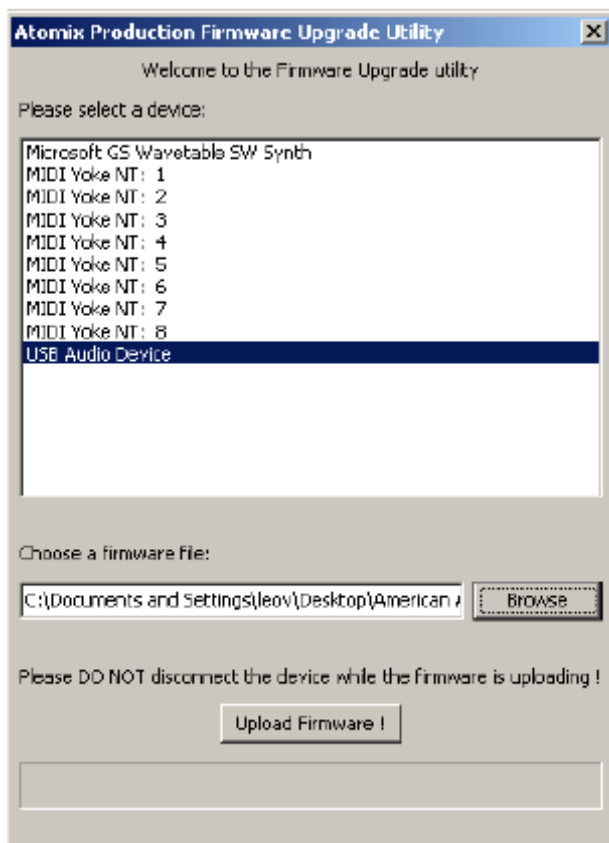 Atomix Production Firmware Upgrade Utility
Welcome to the Firmware Upgrade utility
Please select a device:
Microsoft GS Wavetable SW Synth
MIDI Yoke NT: 1
MIDI Yoke NT: 2
MIDI Yoke NT: 3
MIDI Yoke NT: 4
MIDI Yoke NT: 5
MIDI Yoke NT: 6
MIDI Yoke NT: 7
MIDI Yoke NT: 8
USB Audio Device
Choose a firmware file:
C:\Documents and Settings\leov\Desktop\American Browse
Please DO NOT disconnect the device while the firmware is uploading !
Upload Firmware !